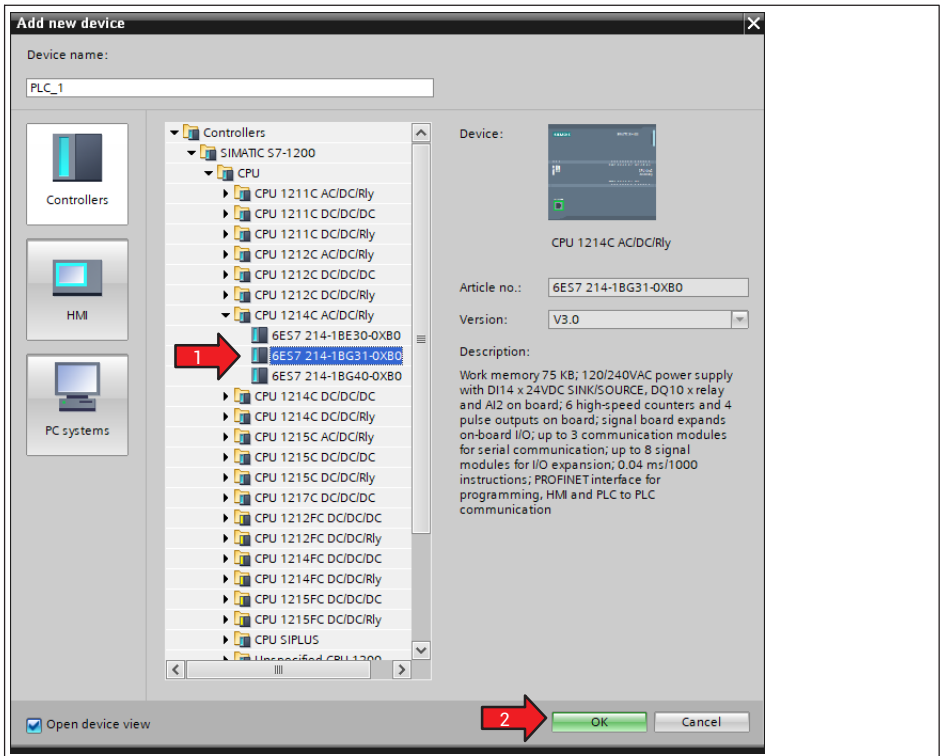 Add new device
Device name:
PLC_1
Controllers
HMI
PC systems
Controllers
SIMATIC S7-1200
CPU
CPU 1211C AC/DC/Rly
CPU 1211C DC/DC/DC
CPU 1211C DC/DC/Rly
CPU 1212C AC/DC/Rly
CPU 1212C DC/DC/DC
CPU 1212C DC/DC/Rly
CPU 1214C AC/DC/Rly
6ES7 214-1BE30-0XB0
1
6ES7 214-1BG31-0XB0
6ES7 214-1BG40-0XB0
CPU 1214C DC/DC/DC
CPU 1214C DC/DC/Rly
CPU 1215C AC/DC/Rly
CPU 1215C DC/DC/DC
CPU 1215C DC/DC/Rly
CPU 1217C DC/DC/DC
CPU 1212FC DC/DC/DC
CPU 1212FC DC/DC/Rly
CPU 1214FC DC/DC/DC
CPU 1214FC DC/DC/Rly
CPU 1215FC DC/DC/DC
CPU 1215FC DC/DC/Rly
CPU SIPLUS
Unspecified CPU 1200
Device:
CPU 1214C AC/DC/Rly
Article no.:
6ES7 214-1BG31-0XB0
Version:
V3.0
Description:
Work memory 75 KB; 120/240VAC power supply
with DI14 x 24VDC SINK/SOURCE, DQ10 x relay
and AI2 on board; 6 high-speed counters and 4
pulse outputs on board; signal board expands
on-board I/O; up to 3 communication modules
for serial communication; up to 8 signal
modules for I/O expansion; 0.04 ms/1000
instructions; PROFINET interface for
programming, HMI and PLC to PLC
communication
Open device view
2
OK
Cancel